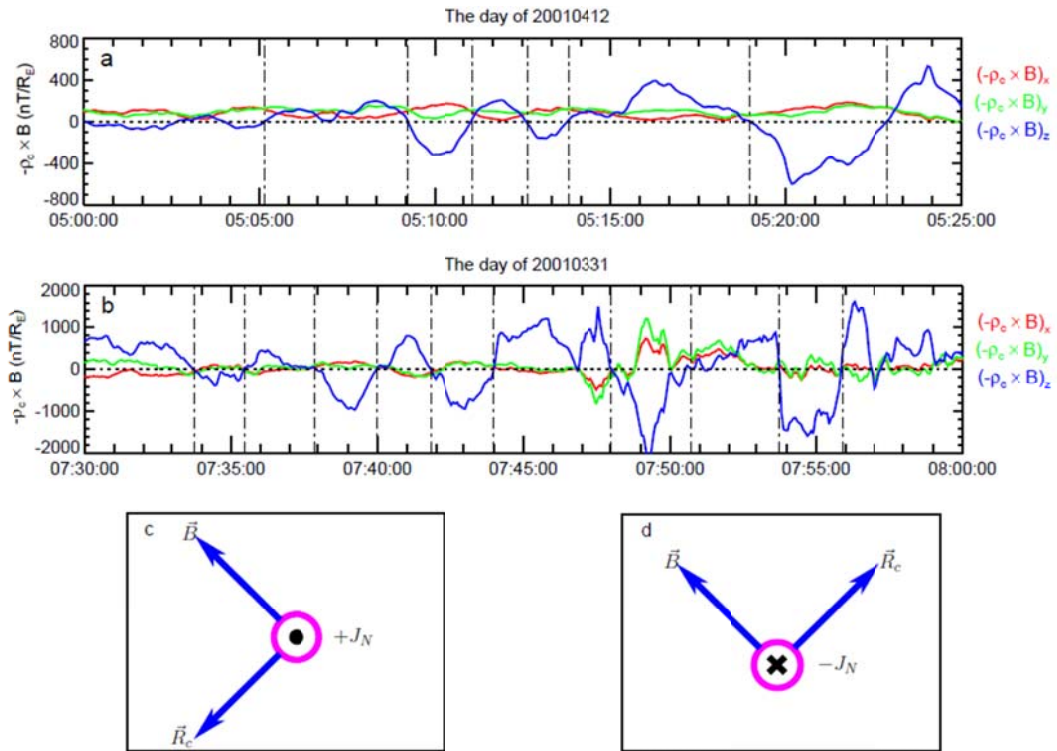 The day of 20010412
a
-ρc × B (nT/RE)
800
400
0
-400
-800
(-ρc × B)x
(-ρc × B)y
(-ρc × B)z
05:00:00 05:05:00 05:10:00 05:15:00 05:20:00 05:25:00
The day of 20010331
b
-ρc × B (nT/RE)
2000
1000
0
-1000
-2000
(-ρc × B)x
(-ρc × B)y
(-ρc × B)z
07:30:00 07:35:00 07:40:00 07:45:00 07:50:00 07:55:00 08:00:00
c
B⃗
+JN
R⃗c
d
B⃗
R⃗c
−JN